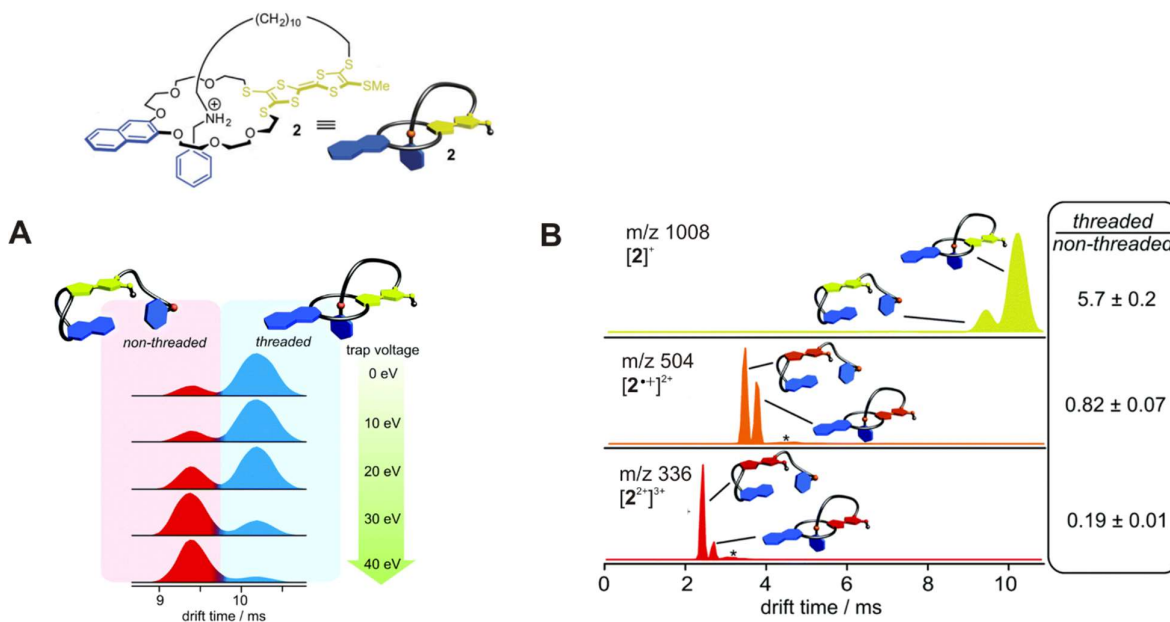 (CH₂)₁₀
S
SMe
S
S
S
S
S
S
S
O
O
O
O
O
O
⊕
NH₂
2 ≡ 2
A
non-threaded
threaded
trap voltage
0 eV
10 eV
20 eV
30 eV
40 eV
9 10
drift time / ms
B
threaded
non-threaded
m/z 1008
[2]⁺
5.7 ± 0.2
m/z 504
[2•+]²⁺
*
0.82 ± 0.07
m/z 336
[2²⁺]³⁺
*
0.19 ± 0.01
0 2 4 6 8 10
drift time / ms